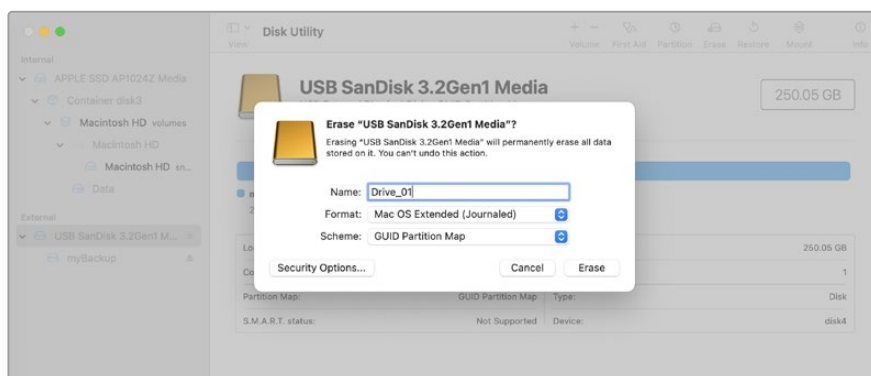 Disk Utility
View
Volume First Aid Partition Erase Restore Mount Info
Internal
APPLE SSD AP1024Z Media
Container disk3
Macintosh HD volumes
Macintosh HD
Macintosh HD sn...
Data
External
USB SanDisk 3.2Gen1 M...
myBackup
USB SanDisk 3.2Gen1 Media
250.05 GB
Erase “USB SanDisk 3.2Gen1 Media”?
Erasing “USB SanDisk 3.2Gen1 Media” will permanently erase all data
stored on it. You can’t undo this action.
Name: Drive_01
Format: Mac OS Extended (Journaled)
Scheme: GUID Partition Map
Security Options... Cancel Erase
250.05 GB
1
Partition Map: GUID Partition Map Type: Disk
S.M.A.R.T. status: Not Supported Device: disk4